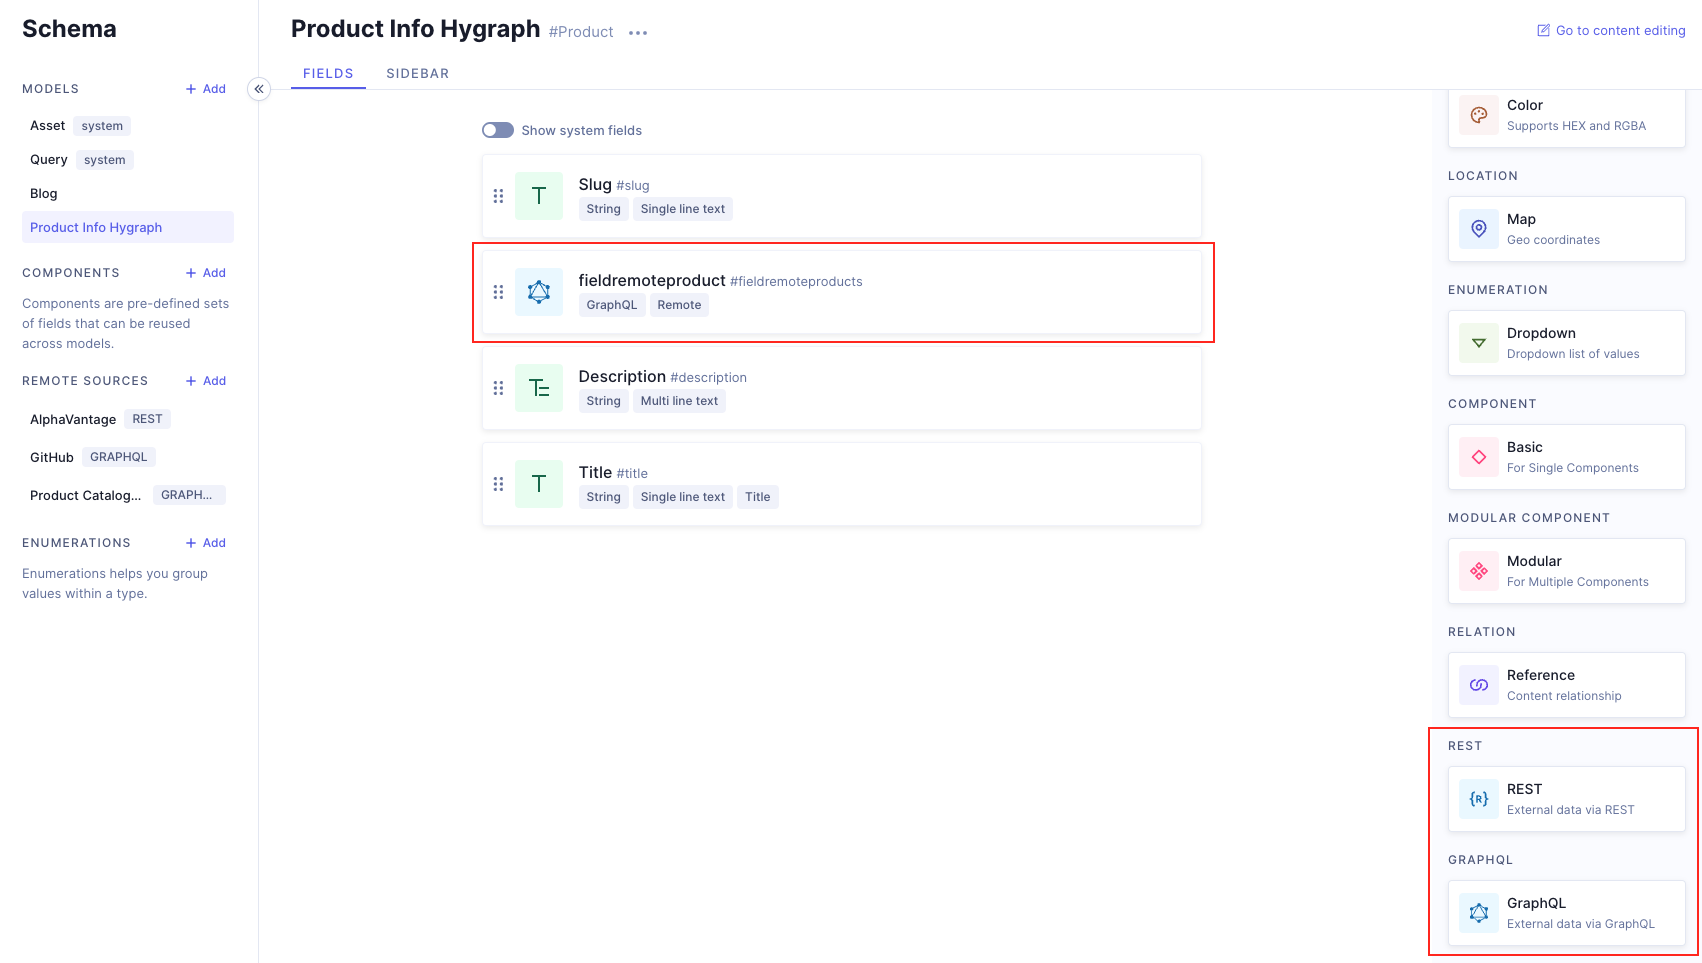 Schema
MODELS
+ Add
Asset system
Query system
Blog
Product Info Hygraph
COMPONENTS
+ Add
Components are pre-defined sets
of fields that can be reused
across models.
REMOTE SOURCES
+ Add
AlphaVantage REST
GitHub GRAPHQL
Product Catalog... GRAPH...
ENUMERATIONS
+ Add
Enumerations helps you group
values within a type.
Product Info Hygraph #Product
Go to content editing
FIELDS SIDEBAR
Show system fields
Slug #slug
String Single line text
fieldremoteproduct #fieldremoteproducts
GraphQL Remote
Description #description
String Multi line text
Title #title
String Single line text Title
Color
Supports HEX and RGBA
LOCATION
Map
Geo coordinates
ENUMERATION
Dropdown
Dropdown list of values
COMPONENT
Basic
For Single Components
MODULAR COMPONENT
Modular
For Multiple Components
RELATION
Reference
Content relationship
REST
{R}
REST
External data via REST
GRAPHQL
GraphQL
External data via GraphQL